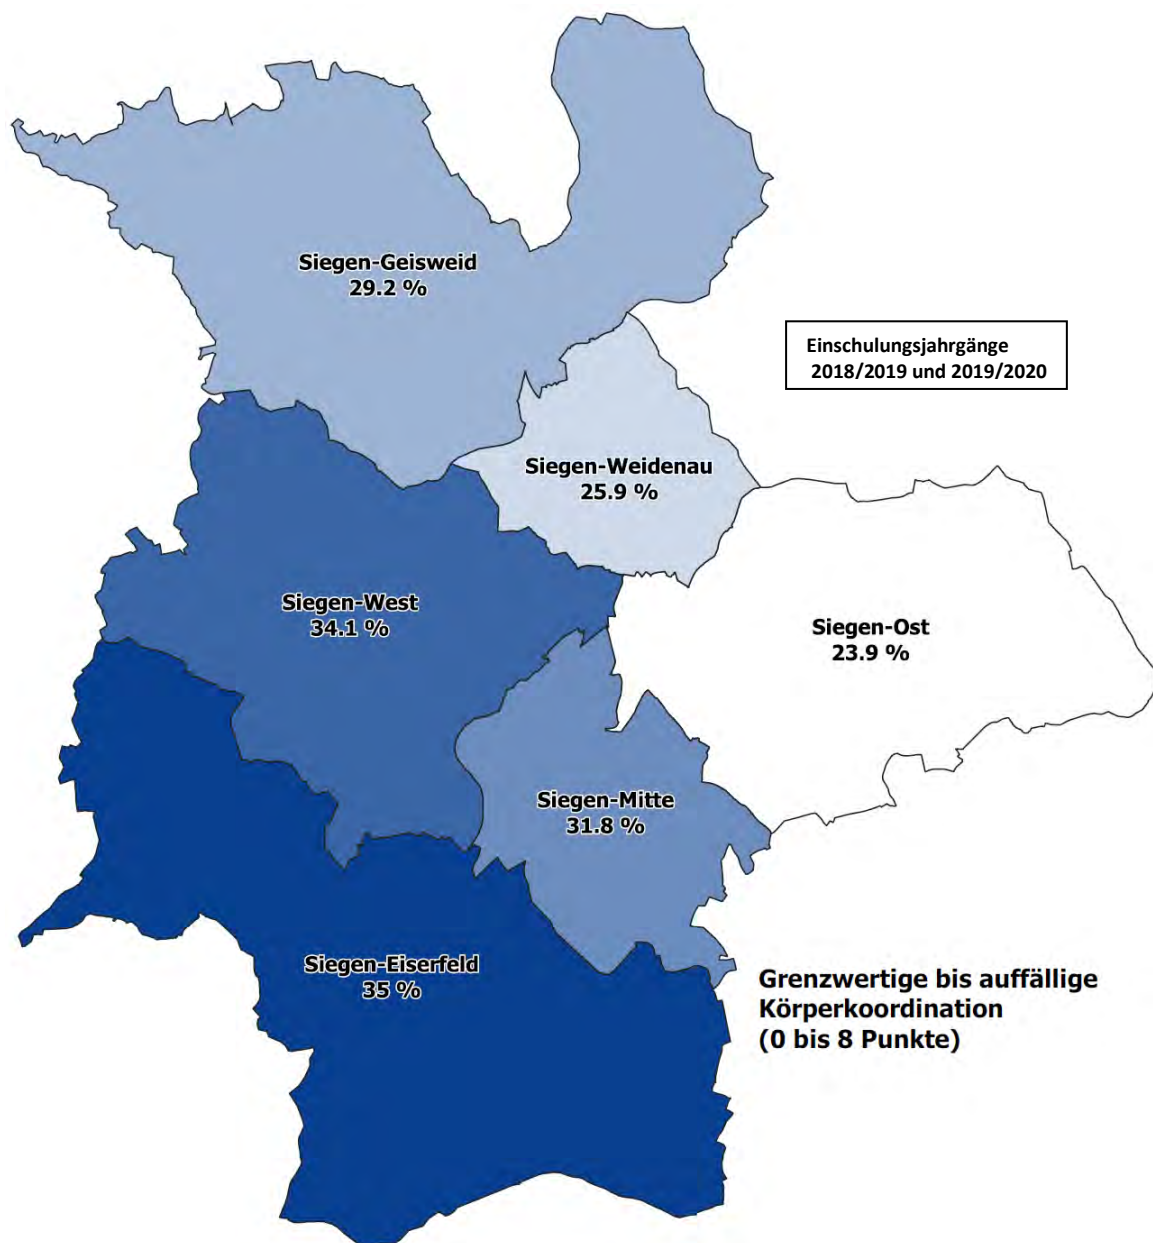 Siegen-Geisweid
29.2 %
Einschulungsjahrgänge
2018/2019 und 2019/2020
Siegen-Weidenau
25.9 %
Siegen-West
34.1 %
Siegen-Ost
23.9 %
Siegen-Mitte
31.8 %
Siegen-Eiserfeld
35 %
Grenzwertige bis auffällige
Körperkoordination
(0 bis 8 Punkte)